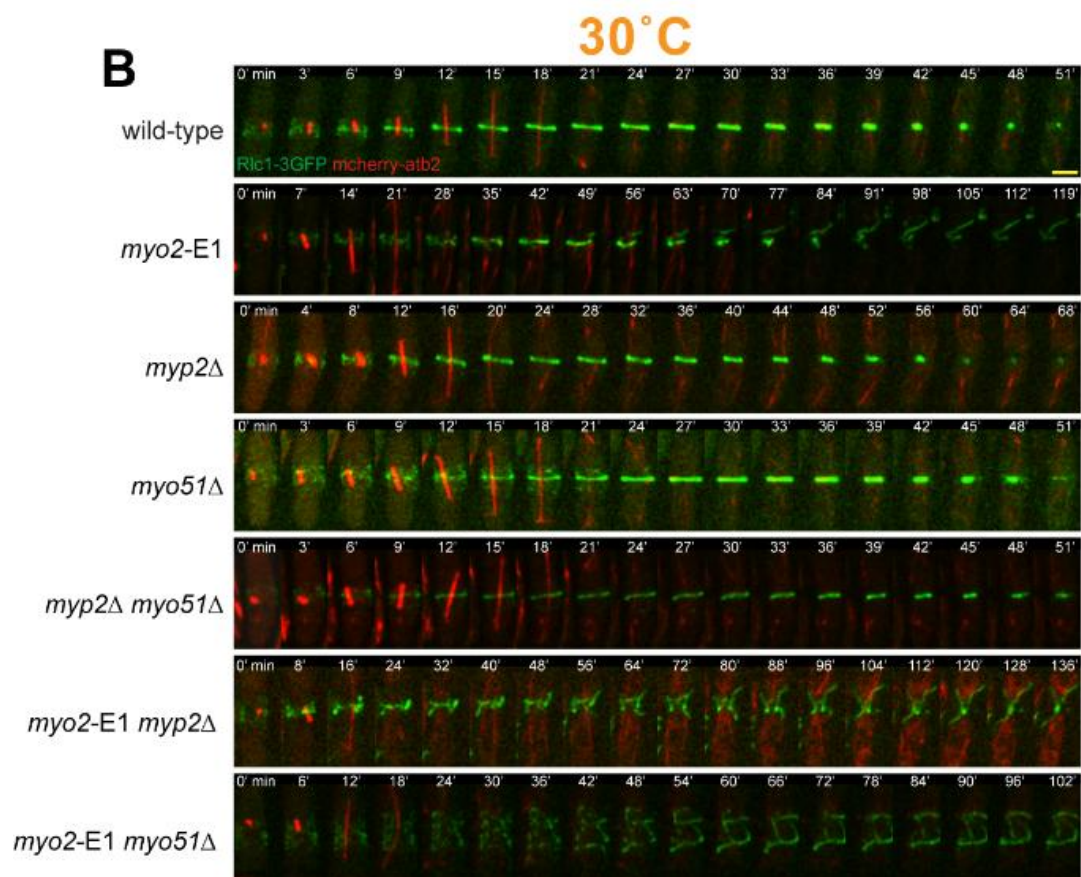 30°C
B
0' min 3' 6' 9' 12' 15' 18' 21' 24' 27' 30' 33' 36' 39' 42' 45' 48' 51'
wild-type
Rlc1-3GFP mcherry-atb2
0' min 7' 14' 21' 28' 35' 42' 49' 56' 63' 70' 77' 84' 91' 98' 105' 112' 119'
myo2-E1
0' min 4' 8' 12' 16' 20' 24' 28' 32' 36' 40' 44' 48' 52' 56' 60' 64' 68'
myp2Δ
0' min 3' 6' 9' 12' 15' 18' 21' 24' 27' 30' 33' 36' 39' 42' 45' 48' 51'
myo51Δ
0' min 3' 6' 9' 12' 15' 18' 21' 24' 27' 30' 33' 36' 39' 42' 45' 48' 51'
myp2Δ myo51Δ
0' min 8' 16' 24' 32' 40' 48' 56' 64' 72' 80' 88' 96' 104' 112' 120' 128' 136'
myo2-E1 myp2Δ
0' min 6' 12' 18' 24' 30' 36' 42' 48' 54' 60' 66' 72' 78' 84' 90' 96' 102'
myo2-E1 myo51Δ